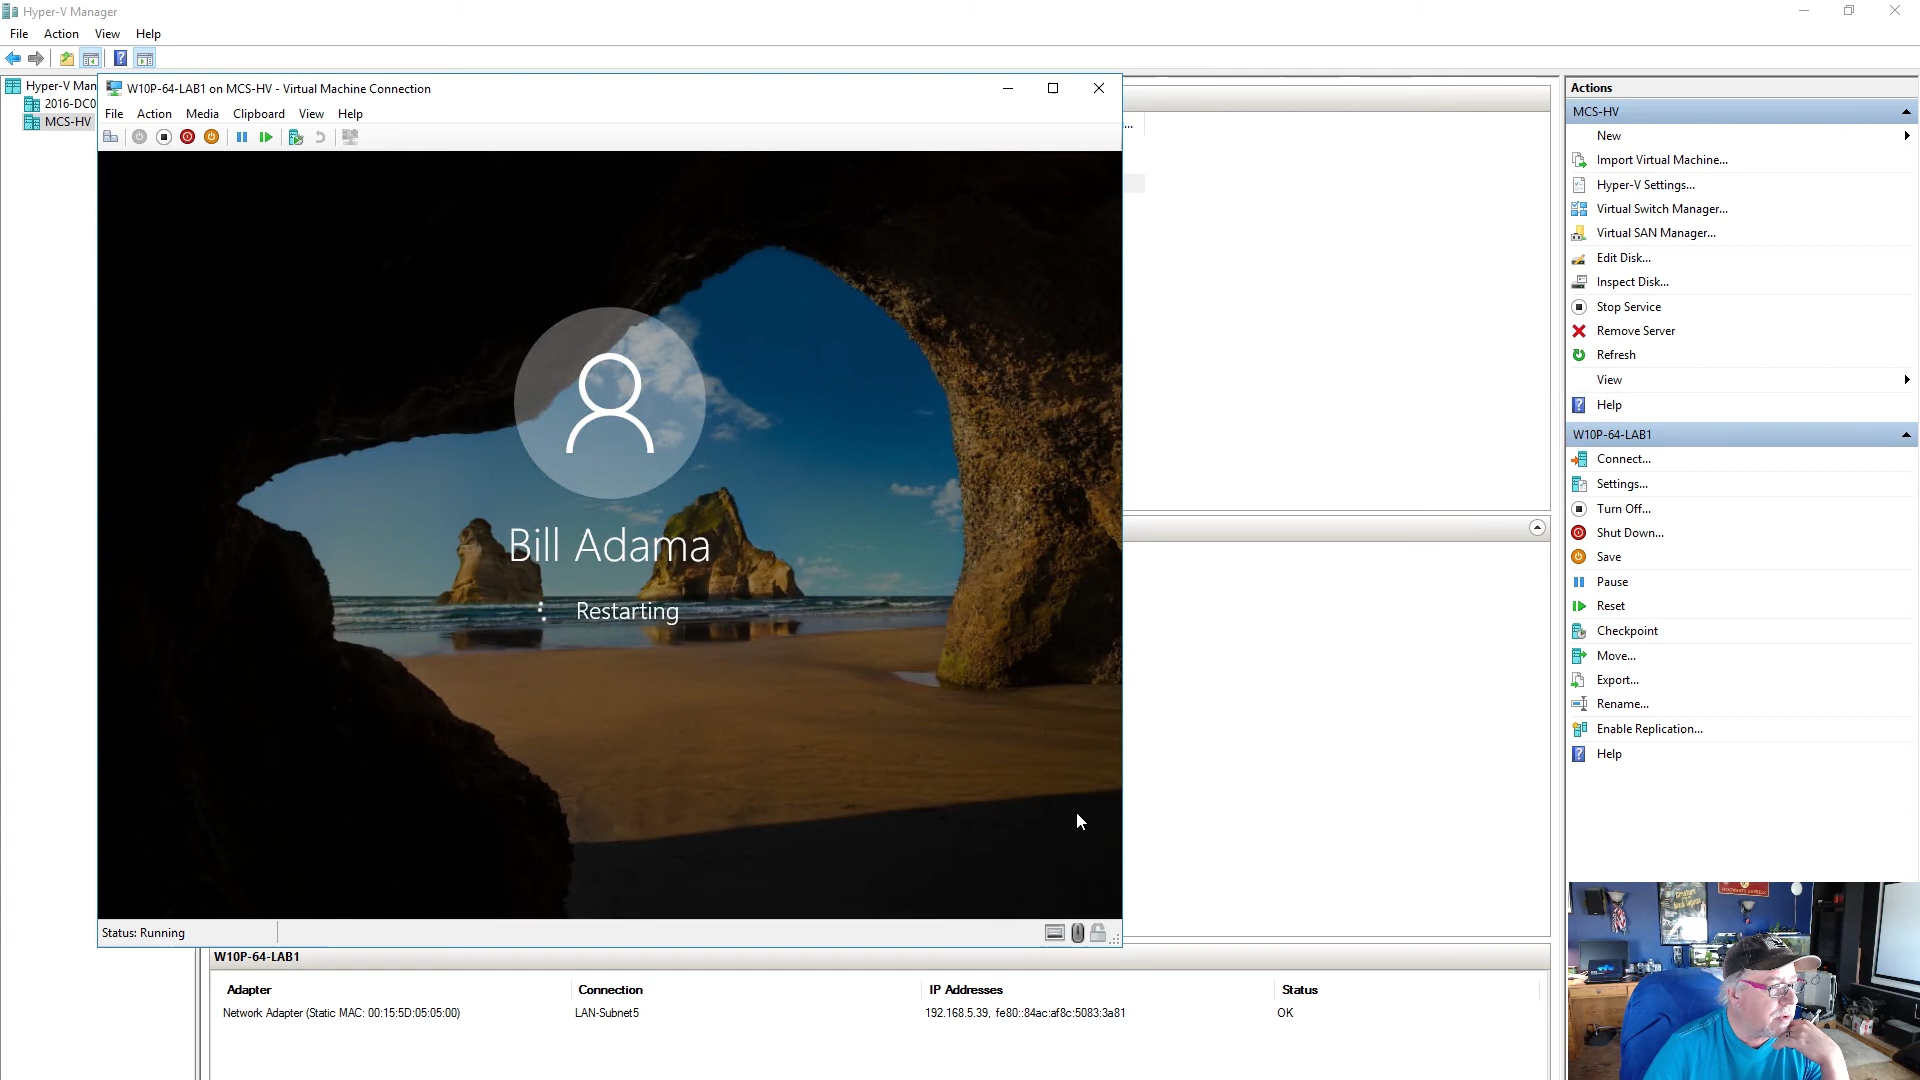 Hyper-V Manager
File Action View Help
Hyper-V Man
2016-DC0
MCS-HV
W10P-64-LAB1 on MCS-HV - Virtual Machine Connection
File Action Media Clipboard View Help
Bill Adama
Restarting
Status: Running
...
W10P-64-LAB1
Adapter Connection IP Addresses Status
Network Adapter (Static MAC: 00:15:5D:05:05:00) LAN-Subnet5 192.168.5.39, fe80::84ac:af8c:5083:3a81 OK
Actions
MCS-HV
New
Import Virtual Machine...
Hyper-V Settings...
Virtual Switch Manager...
Virtual SAN Manager...
Edit Disk...
Inspect Disk...
Stop Service
Remove Server
Refresh
View
Help
W10P-64-LAB1
Connect...
Settings...
Turn Off...
Shut Down...
Save
Pause
Reset
Checkpoint
Move...
Export...
Rename...
Enable Replication...
Help